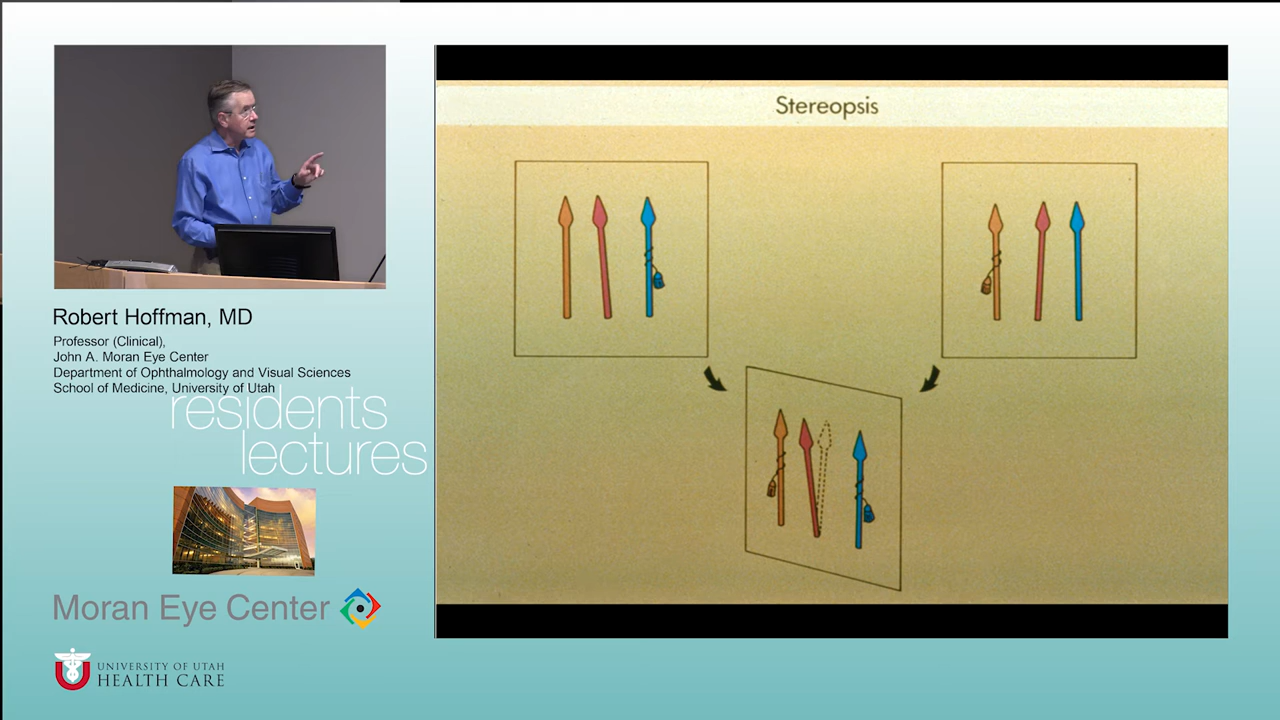 Stereopsis
Robert Hoffman, MD
Professor (Clinical),
John A. Moran Eye Center
Department of Ophthalmology and Visual Sciences
School of Medicine, University of Utah
residents
lectures
Moran Eye Center
UNIVERSITY OF UTAH
HEALTH CARE